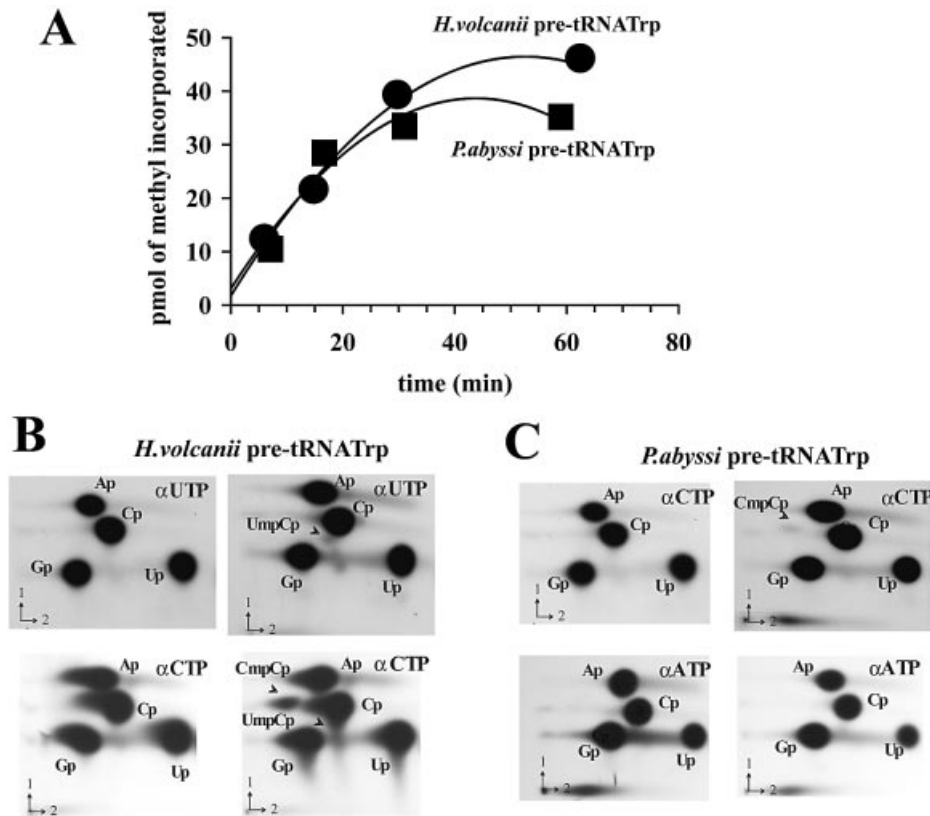 A
H.volcanii pre-tRNATrp
P.abyssi pre-tRNATrp
pmol of methyl incorporated
50
40
30
20
10
0
0 20 40 60 80
time (min)
B
H.volcanii pre-tRNATrp
Ap
αUTP
Cp
Gp
Up
1
2
Ap
αUTP
UmpCp
Cp
Gp
Up
1
2
Ap
αCTP
Cp
Gp
Up
1
2
CmpCp
Ap
αCTP
UmpCp
Cp
Gp
Up
1
2
C
P.abyssi pre-tRNATrp
Ap
αCTP
Cp
Gp
Up
1
2
Ap
αCTP
CmpCp
Cp
Gp
Up
1
2
Ap
αATP
Cp
Gp
Up
1
2
Ap
αATP
Cp
Gp
Up
1
2